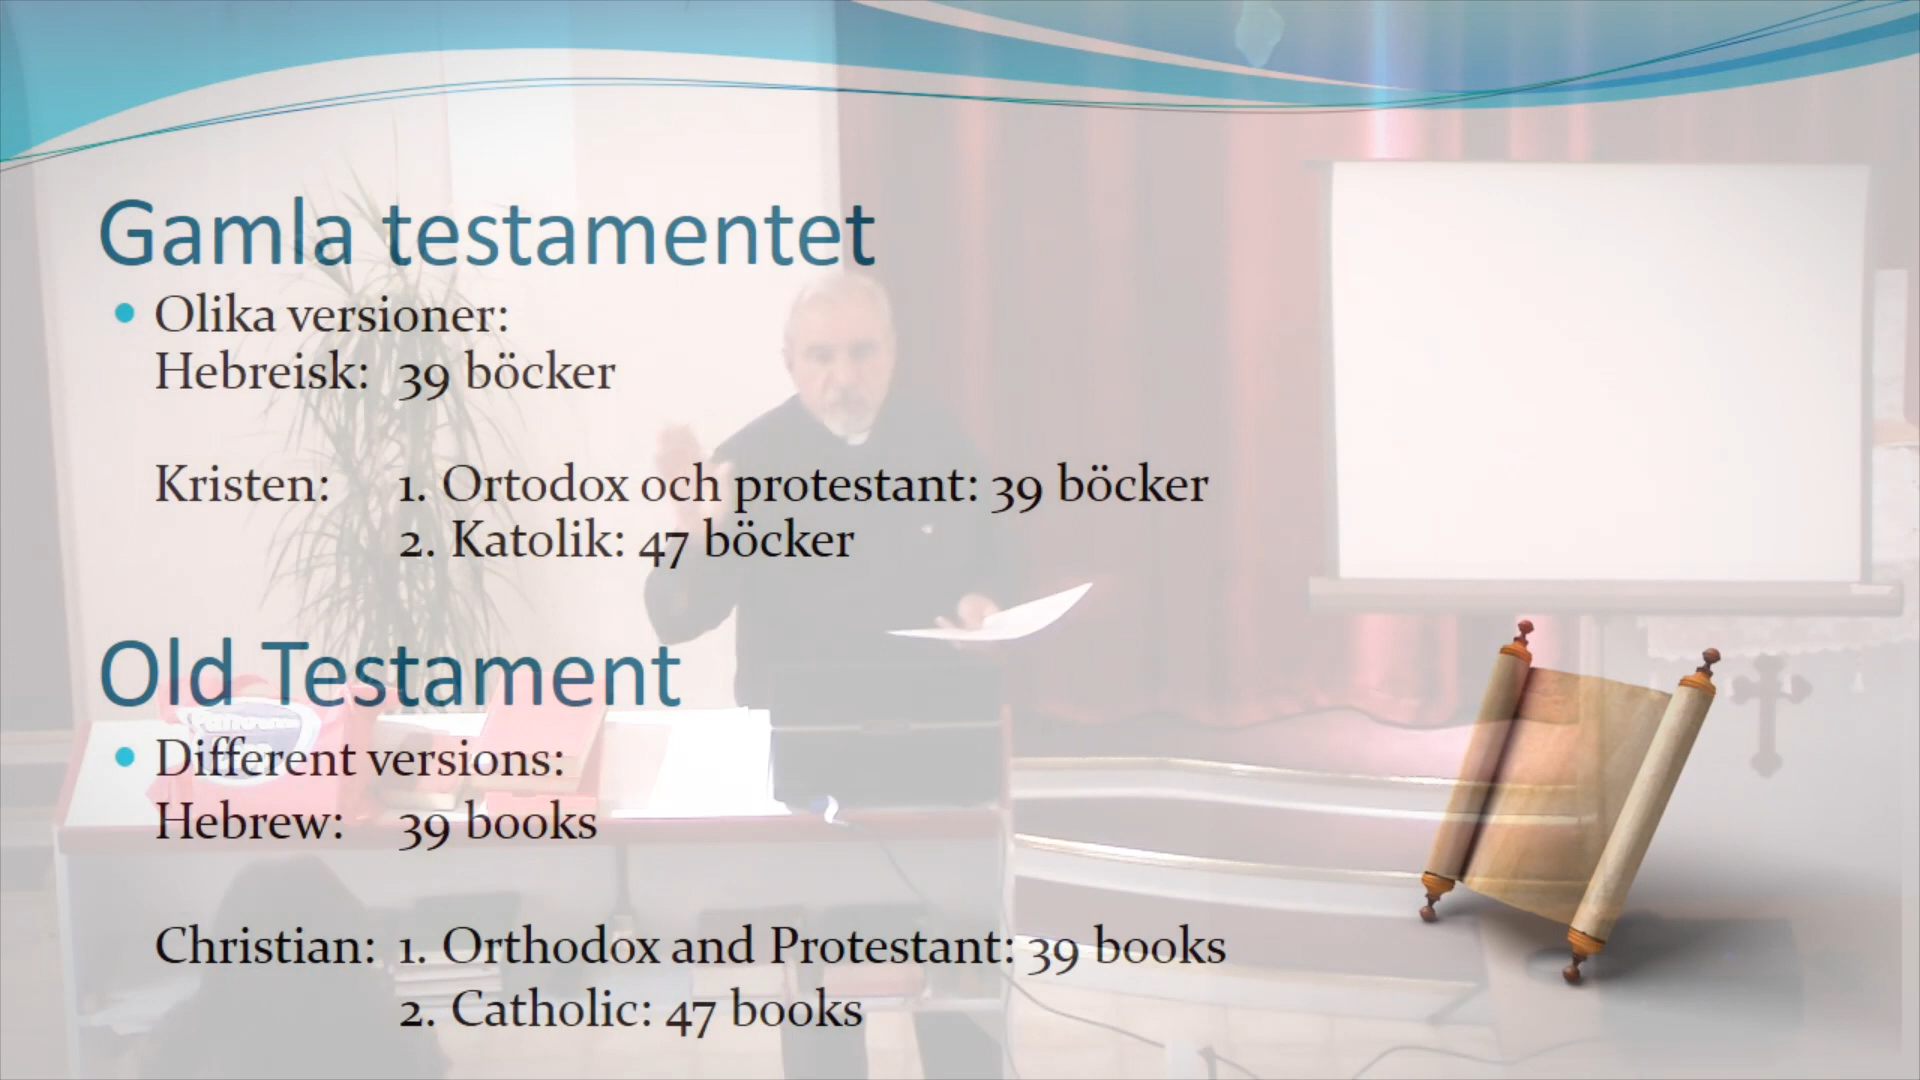 Gamla testamentet
• Olika versioner:
Hebreisk: 39 böcker
Kristen: 1. Ortodox och protestant: 39 böcker
2. Katolik: 47 böcker
Old Testament
• Different versions:
Hebrew: 39 books
Christian: 1. Orthodox and Protestant: 39 books
2. Catholic: 47 books